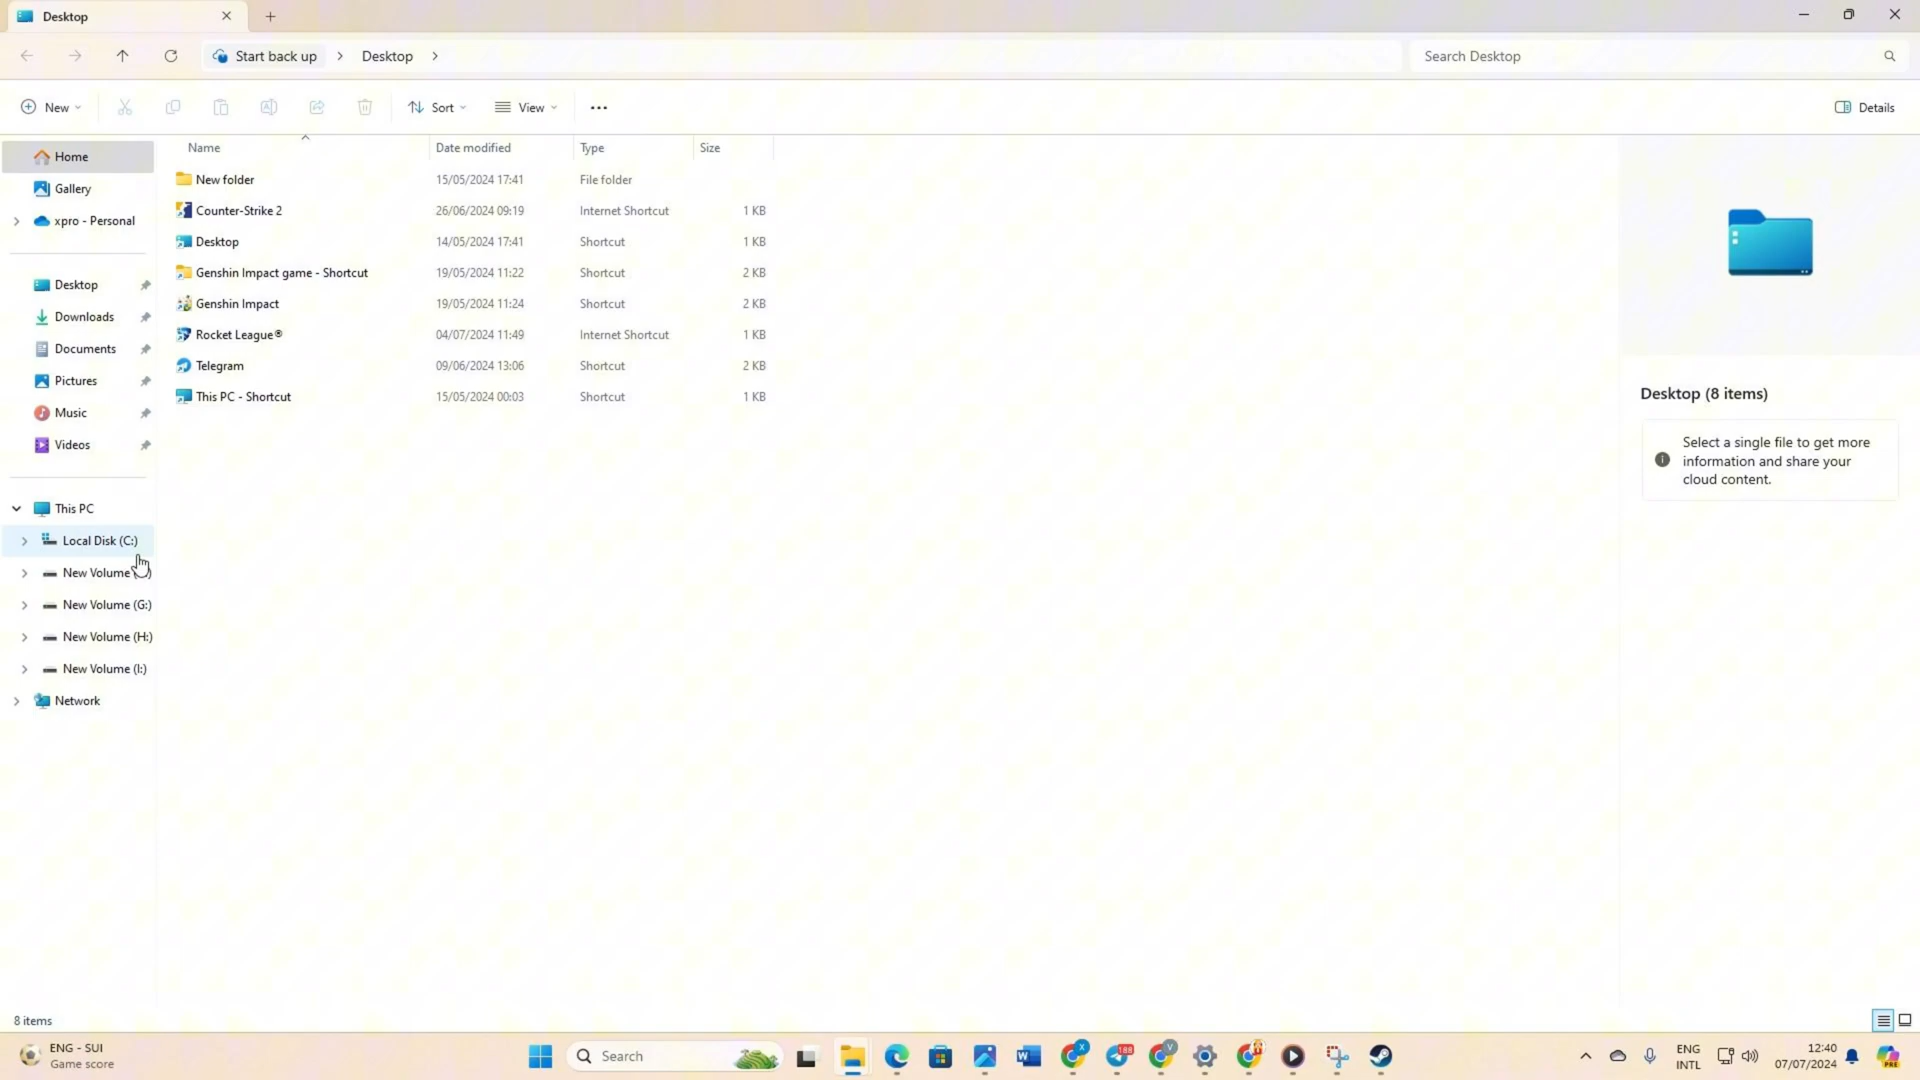 Desktop
Start back up > Desktop >
Search Desktop
New
Sort
View
Details
Name
Date modified
Type
Size
Home
Gallery
xpro - Personal
Desktop
Downloads
Documents
Pictures
Music
Videos
This PC
Local Disk (C:)
New Volume
New Volume (G:)
New Volume (H:)
New Volume (I:)
Network
New folder 15/05/2024 17:41 File folder
Counter-Strike 2 26/06/2024 09:19 Internet Shortcut 1 KB
Desktop 14/05/2024 17:41 Shortcut 1 KB
Genshin Impact game - Shortcut 19/05/2024 11:22 Shortcut 2 KB
Genshin Impact 19/05/2024 11:24 Shortcut 2 KB
Rocket League® 04/07/2024 11:49 Internet Shortcut 1 KB
Telegram 09/06/2024 13:06 Shortcut 2 KB
This PC - Shortcut 15/05/2024 00:03 Shortcut 1 KB
Desktop (8 items)
Select a single file to get more
information and share your
cloud content.
8 items
ENG - SUI
Game score
Search
188
X
V
ENG
INTL
12:40
07/07/2024
PRE